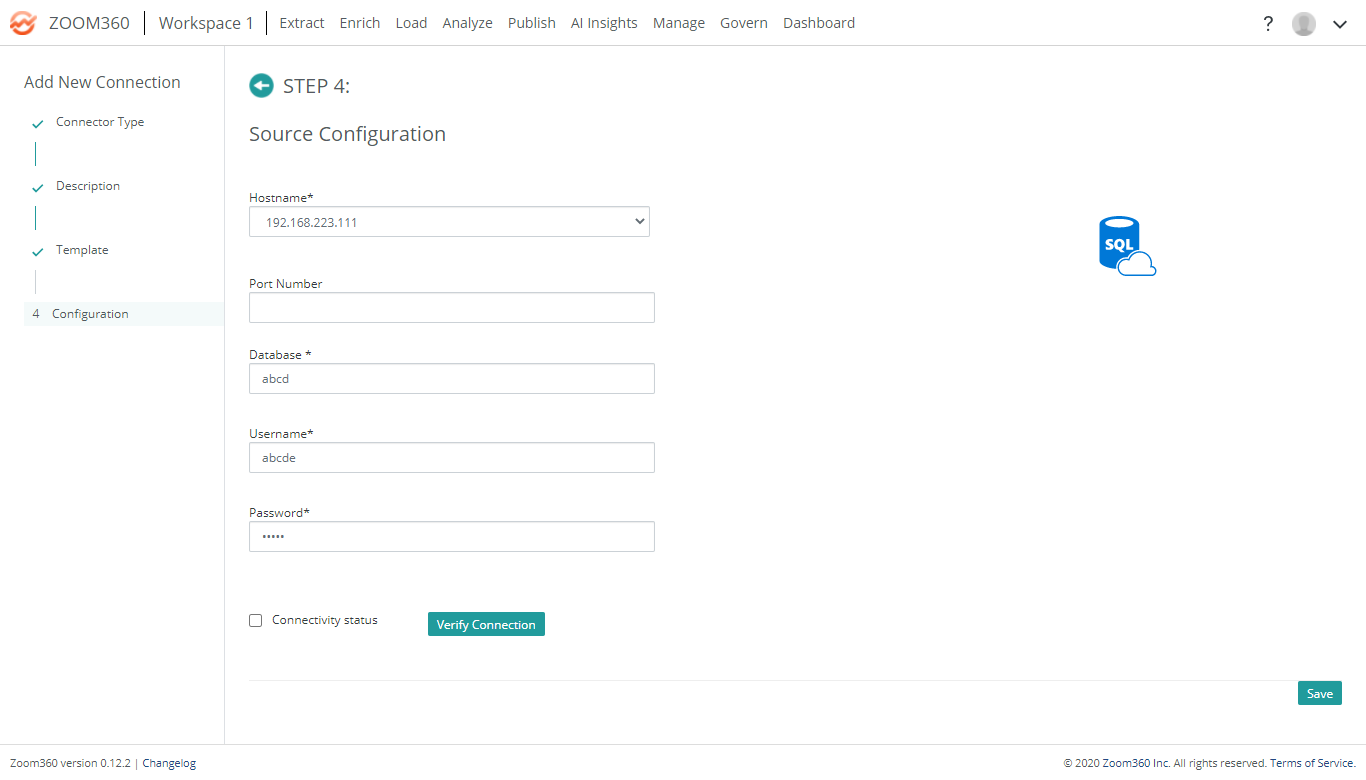 ZOOM360 Workspace 1 Extract Enrich Load Analyze Publish AI Insights Manage Govern Dashboard ?
Add New Connection
Connector Type
Description
Template
4 Configuration
STEP 4:
Source Configuration
Hostname*
192.168.223.111
SQL
Port Number
Database *
abcd
Username*
abcde
Password*
•••••
Connectivity status
Verify Connection
Save
Zoom360 version 0.12.2 | Changelog
© 2020 Zoom360 Inc. All rights reserved. Terms of Service.